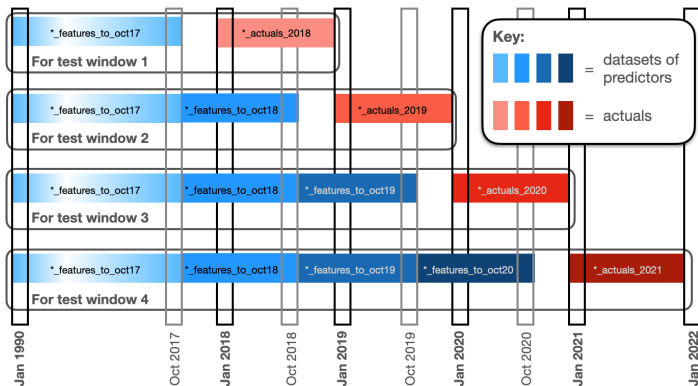 *_features_to_oct17
*_actuals_2018
For test window 1
*_features_to_oct17
*_features_to_oct18
*_actuals_2019
For test window 2
*_features_to_oct17
*_features_to_oct18
*_features_to_oct19
*_actuals_2020
For test window 3
*_features_to_oct17
*_features_to_oct18
*_features_to_oct19
*_features_to_oct20
*_actuals_2021
For test window 4
Key:
= datasets of
predictors
= actuals
Jan 1990
Oct 2017
Jan 2018
Oct 2018
Jan 2019
Oct 2019
Jan 2020
Oct 2020
Jan 2021
Jan 2022